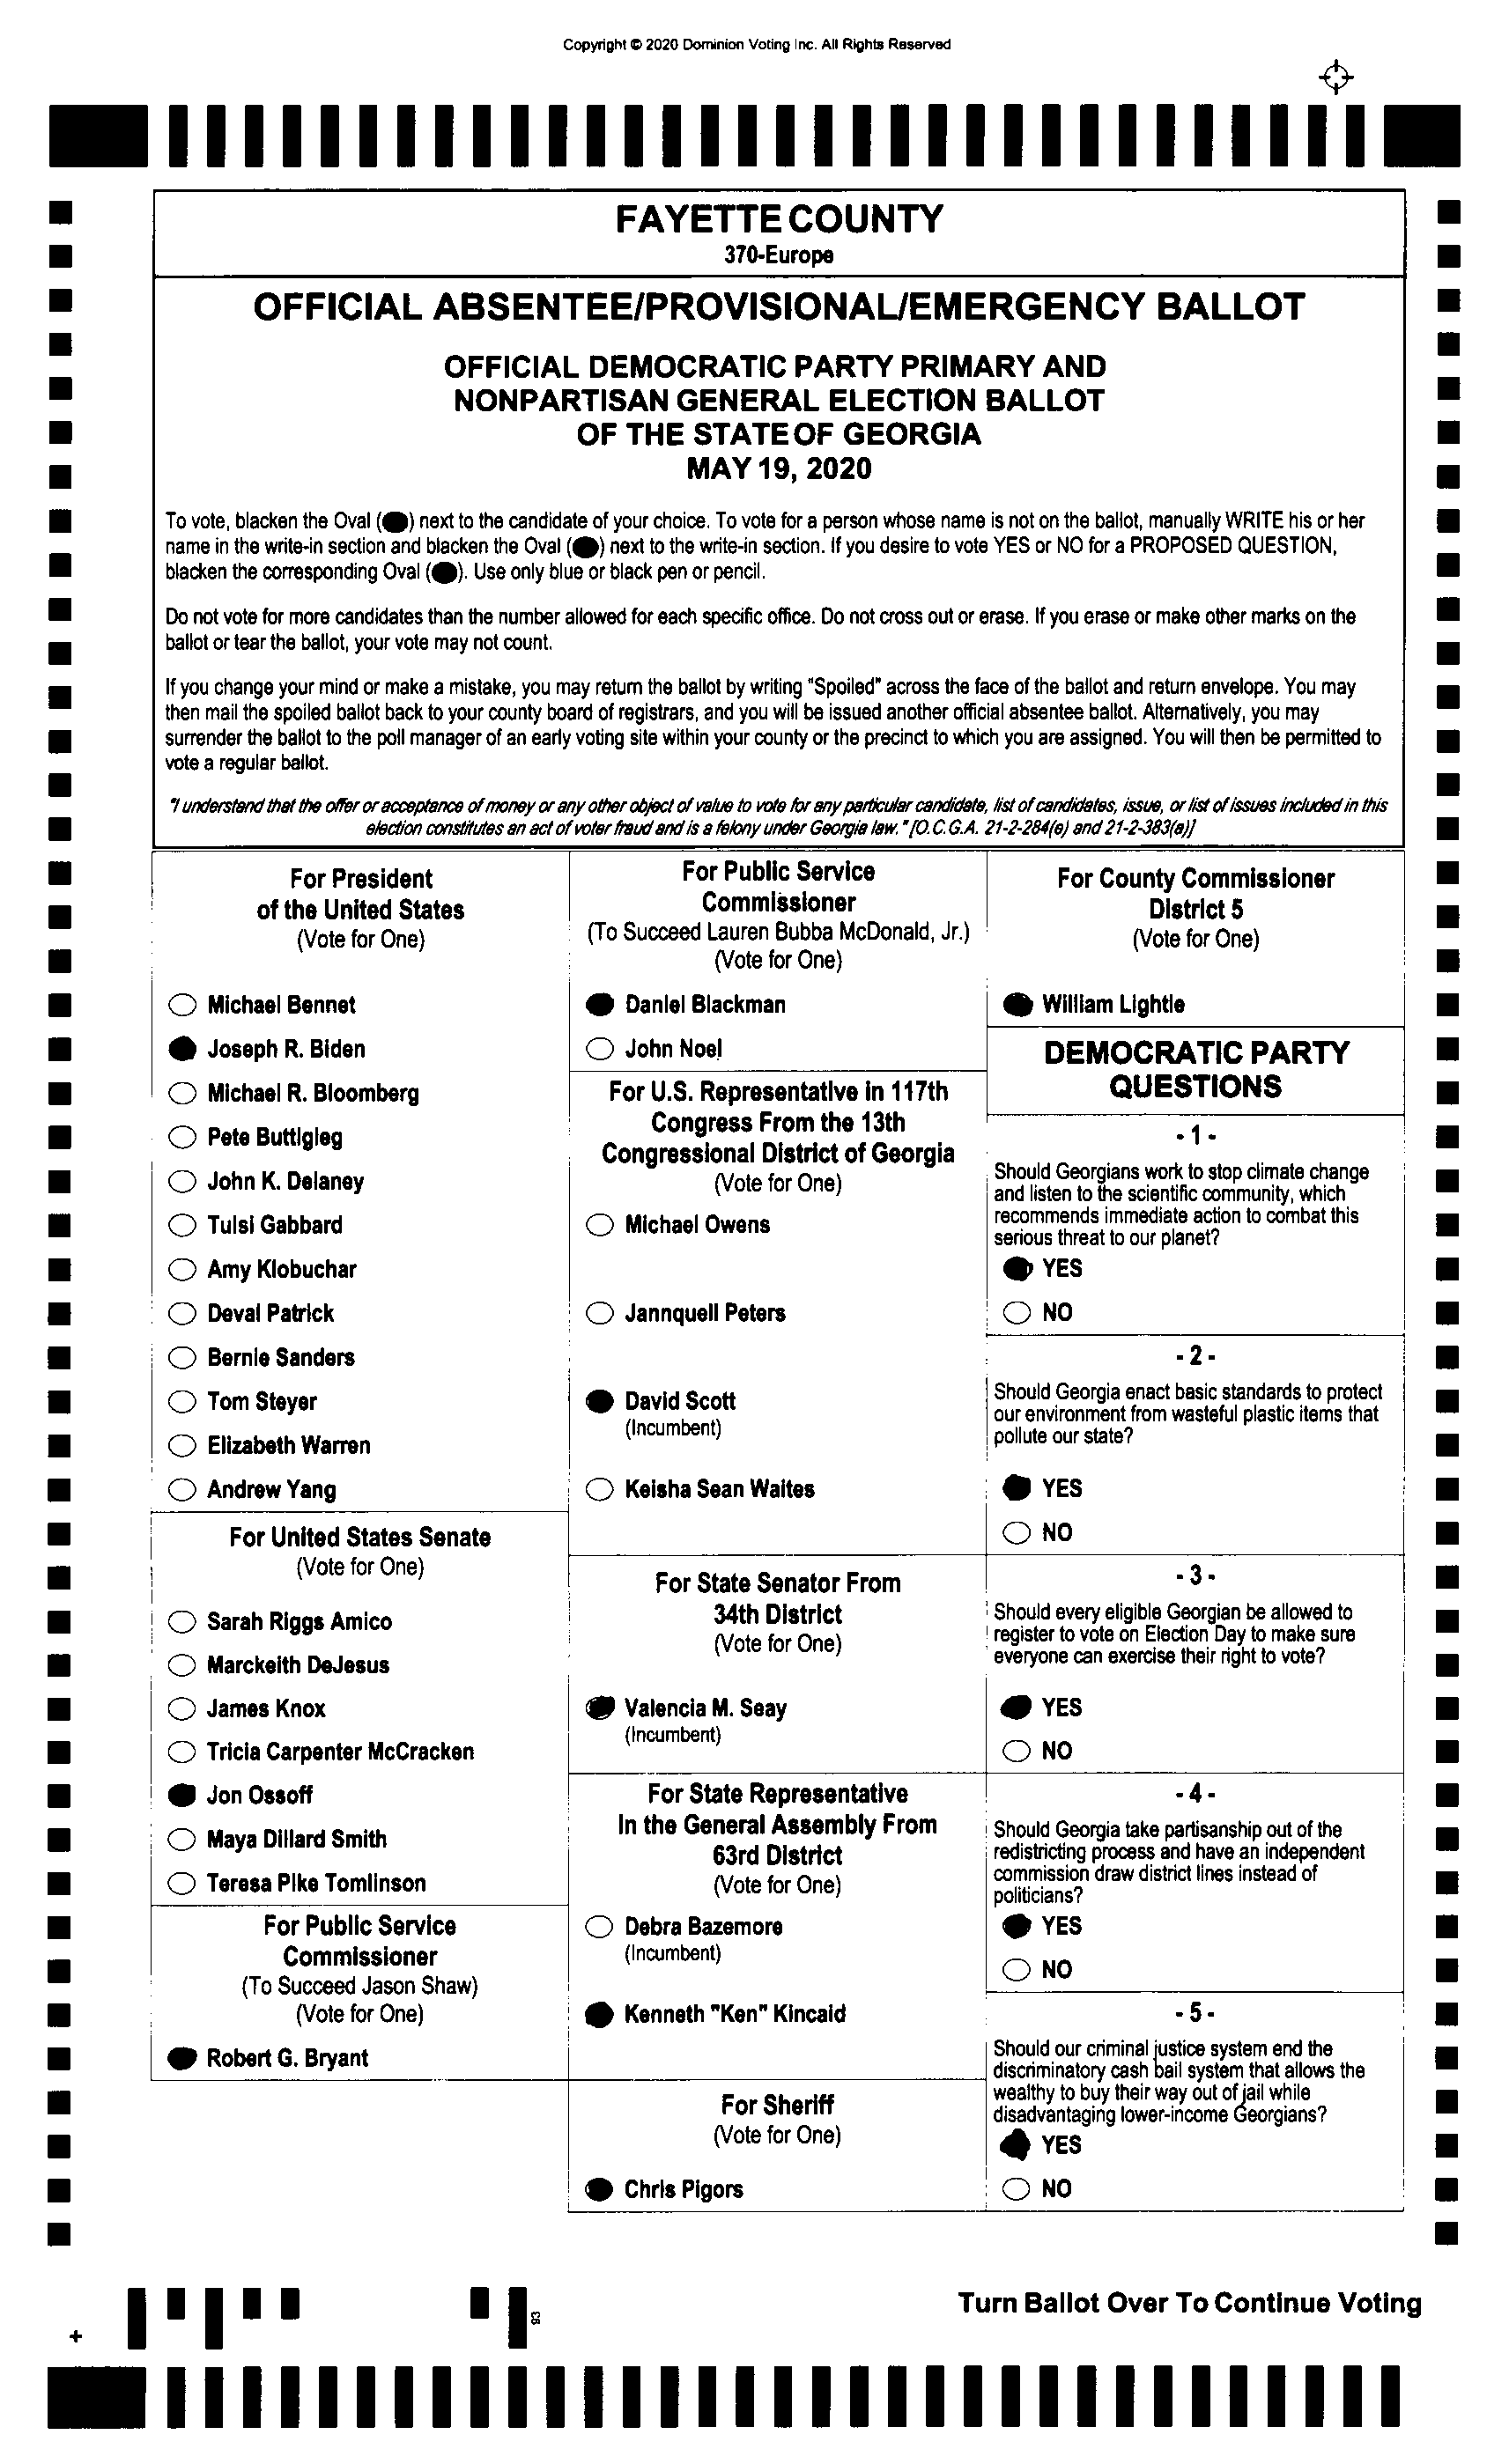 Copyright © 2020 Dominion Voting Inc. All Rights Reserved
FAYETTE COUNTY
370-Europe
OFFICIAL ABSENTEE/PROVISIONAL/EMERGENCY BALLOT
OFFICIAL DEMOCRATIC PARTY PRIMARY AND
NONPARTISAN GENERAL ELECTION BALLOT
OF THE STATE OF GEORGIA
MAY 19, 2020
To vote, blacken the Oval ( ) next to the candidate of your choice. To vote for a person whose name is not on the ballot, manually WRITE his or her
name in the write-in section and blacken the Oval ( ) next to the write-in section. If you desire to vote YES or NO for a PROPOSED QUESTION,
blacken the corresponding Oval ( ). Use only blue or black pen or pencil.
Do not vote for more candidates than the number allowed for each specific office. Do not cross out or erase. If you erase or make other marks on the
ballot or tear the ballot, your vote may not count.
If you change your mind or make a mistake, you may return the ballot by writing "Spoiled" across the face of the ballot and return envelope. You may
then mail the spoiled ballot back to your county board of registrars, and you will be issued another official absentee ballot. Alternatively, you may
surrender the ballot to the poll manager of an early voting site within your county or the precinct to which you are assigned. You will then be permitted to
vote a regular ballot.
"I understand that the offer or acceptance of money or any other object of value to vote for any particular candidate, list of candidates, issue, or list of issues included in this
election constitutes an act of voter fraud and is a felony under Georgia law." [O.C.G.A. 21-2-284(e) and 21-2-383(a)]
For President
of the United States
(Vote for One)
Michael Bennet
Joseph R. Biden
Michael R. Bloomberg
Pete Buttigieg
John K. Delaney
Tulsi Gabbard
Amy Klobuchar
Deval Patrick
Bernie Sanders
Tom Steyer
Elizabeth Warren
Andrew Yang
For United States Senate
(Vote for One)
Sarah Riggs Amico
Marckeith DeJesus
James Knox
Tricia Carpenter McCracken
Jon Ossoff
Maya Dillard Smith
Teresa Pike Tomlinson
For Public Service
Commissioner
(To Succeed Jason Shaw)
(Vote for One)
Robert G. Bryant
For Public Service
Commissioner
(To Succeed Lauren Bubba McDonald, Jr.)
(Vote for One)
Daniel Blackman
John Noel
For U.S. Representative in 117th
Congress From the 13th
Congressional District of Georgia
(Vote for One)
Michael Owens
Jannquell Peters
David Scott
(Incumbent)
Keisha Sean Waites
For State Senator From
34th District
(Vote for One)
Valencia M. Seay
(Incumbent)
For State Representative
In the General Assembly From
63rd District
(Vote for One)
Debra Bazemore
(Incumbent)
Kenneth "Ken" Kincaid
For Sheriff
(Vote for One)
Chris Pigors
For County Commissioner
District 5
(Vote for One)
William Lightle
DEMOCRATIC PARTY
QUESTIONS
- 1 -
Should Georgians work to stop climate change
and listen to the scientific community, which
recommends immediate action to combat this
serious threat to our planet?
YES
NO
- 2 -
Should Georgia enact basic standards to protect
our environment from wasteful plastic items that
pollute our state?
YES
NO
- 3 -
Should every eligible Georgian be allowed to
register to vote on Election Day to make sure
everyone can exercise their right to vote?
YES
NO
- 4 -
Should Georgia take partisanship out of the
redistricting process and have an independent
commission draw district lines instead of
politicians?
YES
NO
- 5 -
Should our criminal justice system end the
discriminatory cash bail system that allows the
wealthy to buy their way out of jail while
disadvantaging lower-income Georgians?
YES
NO
Turn Ballot Over To Continue Voting